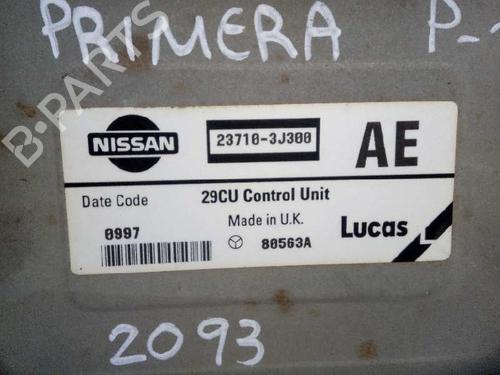 PRIMERA P-
B-PARTS
NISSAN
23710-3J300
AE
Date Code
29CU Control Unit
0997
Made in U.K.
80563A
Lucas
2093